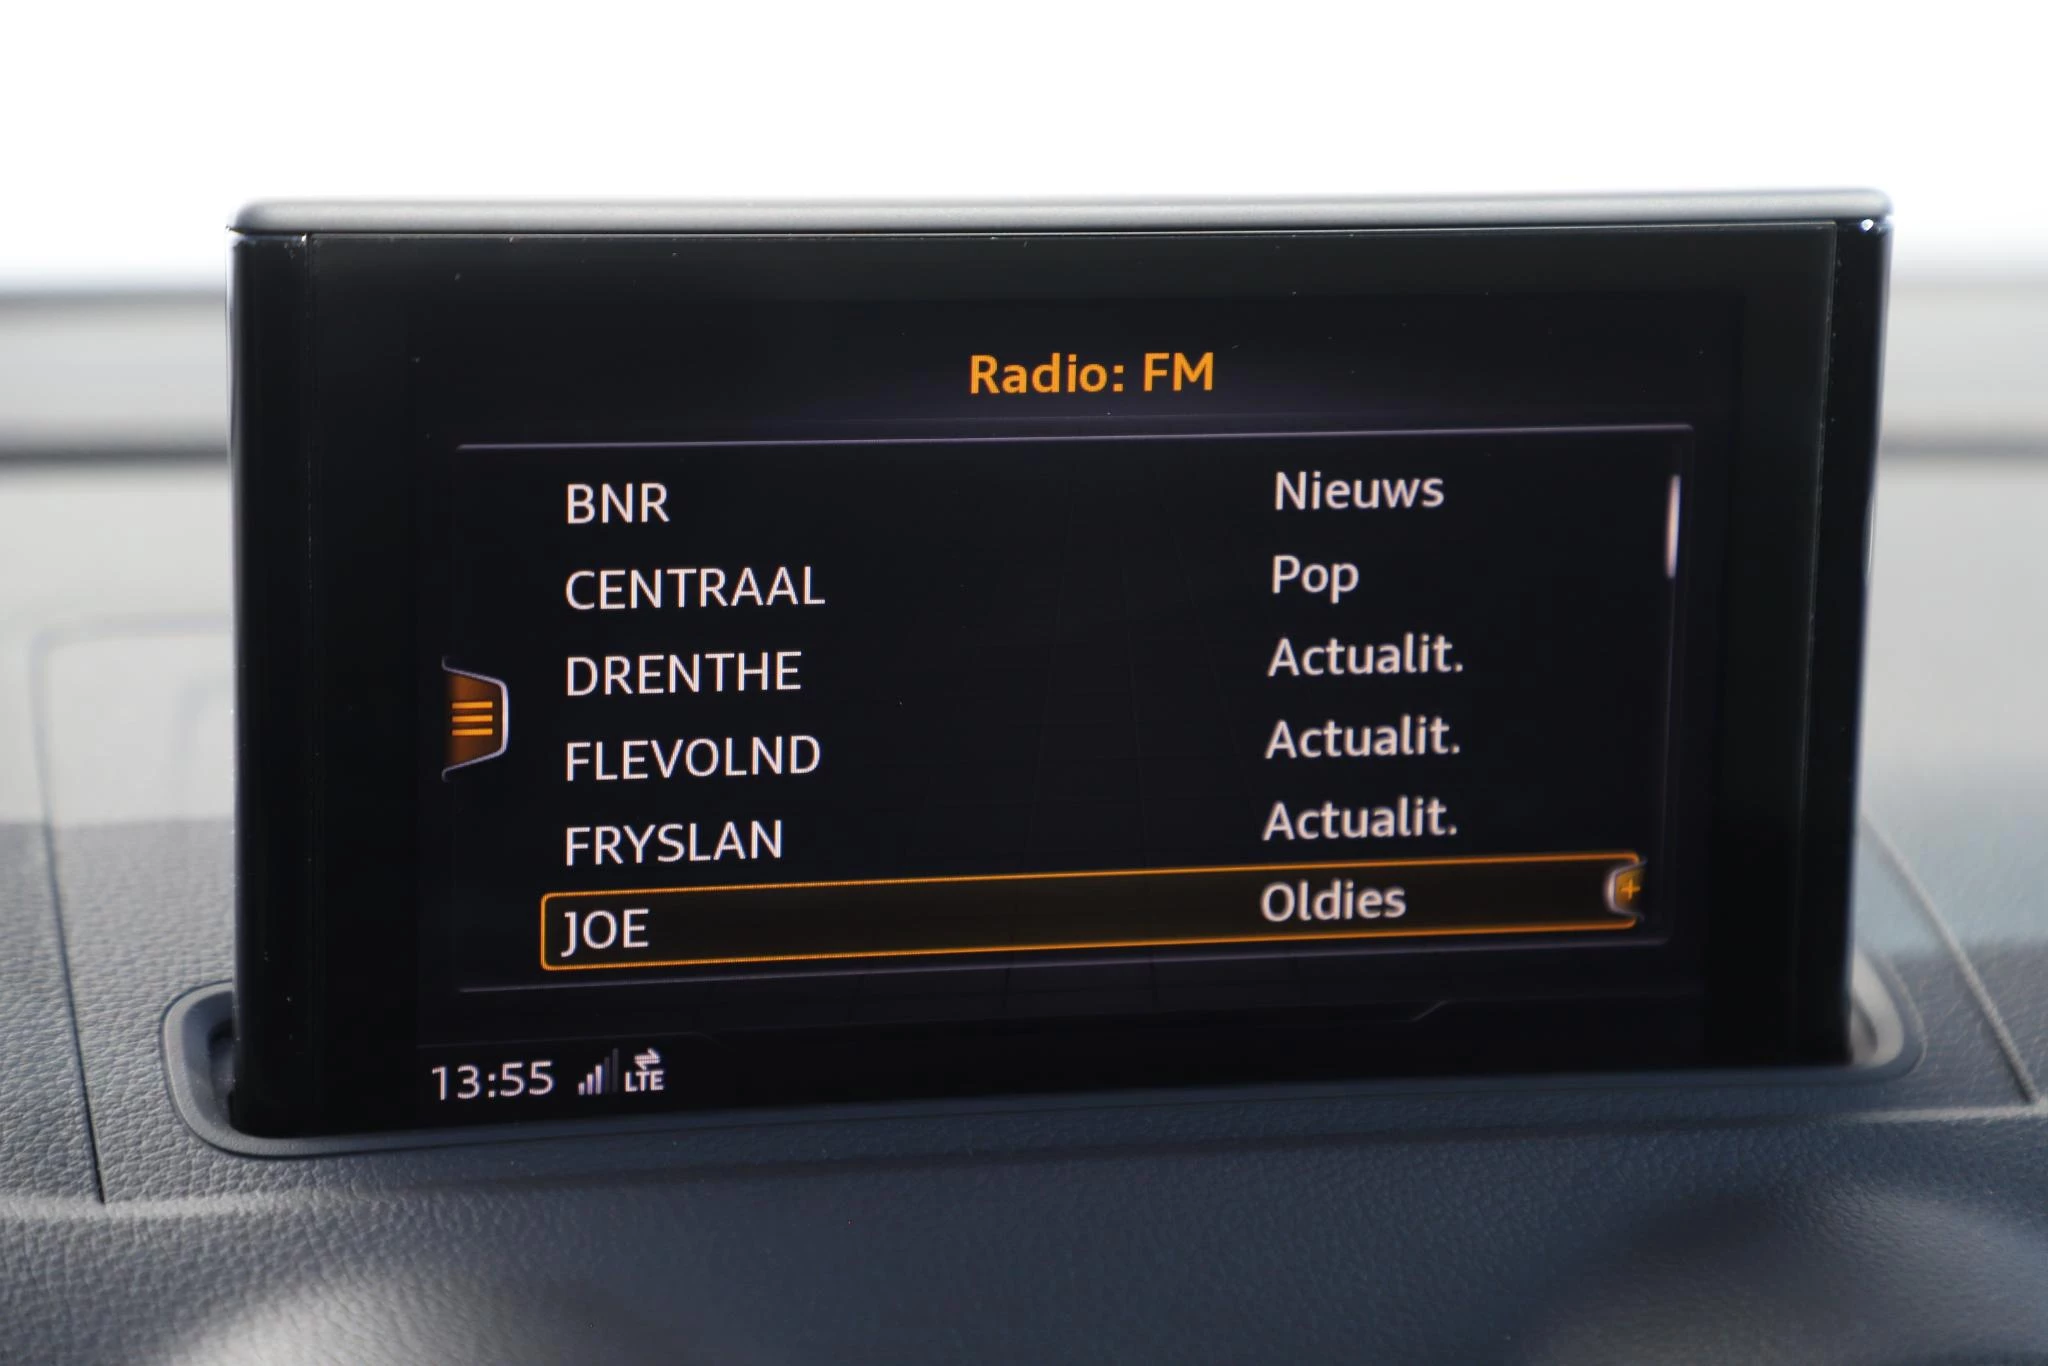 Radio: FM
BNR Nieuws
CENTRAAL Pop
DRENTHE Actualit.
FLEVOLND Actualit.
FRYSLAN Actualit.
JOE Oldies
13:55 LTE